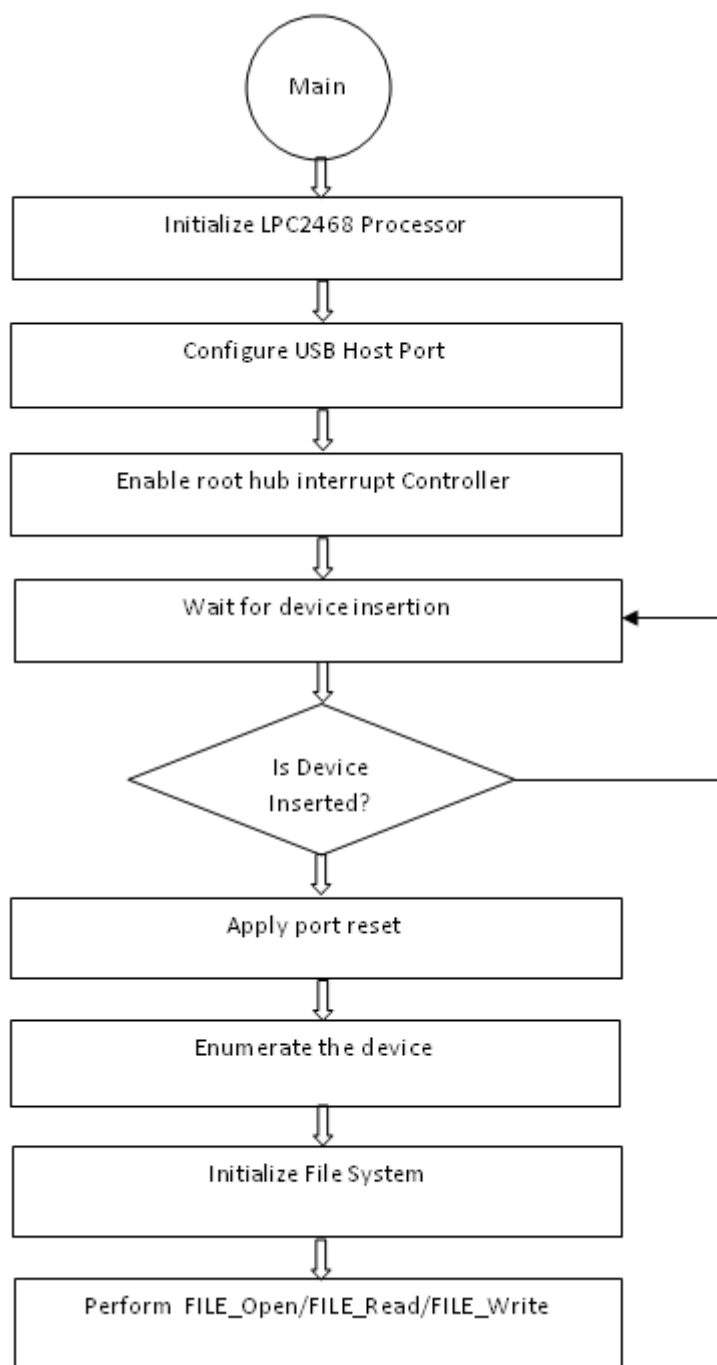 Main
Initialize LPC2468 Processor
Configure USB Host Port
Enable root hub interrupt Controller
Wait for device insertion
Is Device
Inserted?
Apply port reset
Enumerate the device
Initialize File System
Perform FILE_Open/FILE_Read/FILE_Write